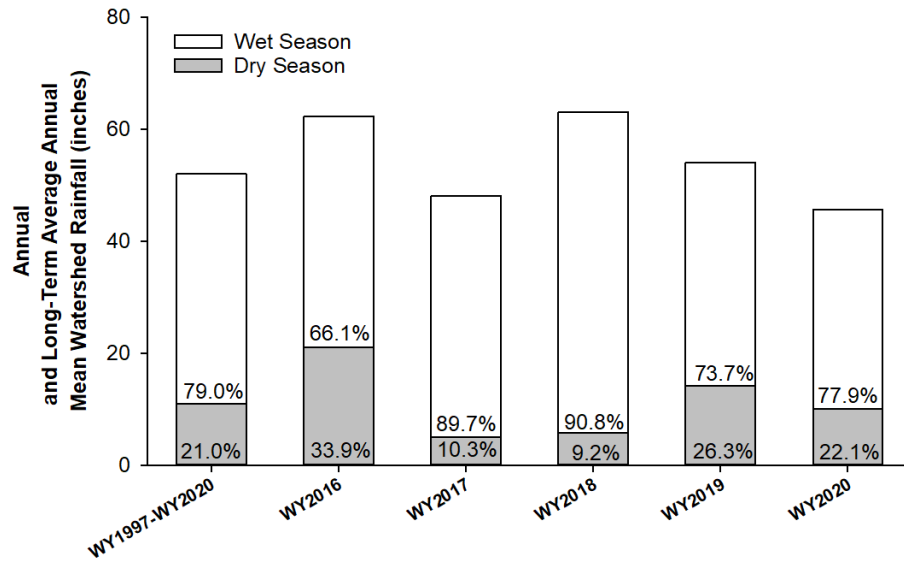 80
60
40
20
0
Annual
and Long-Term Average Annual
Mean Watershed Rainfall (inches)
Wet Season
Dry Season
79.0%
21.0%
66.1%
33.9%
89.7%
10.3%
90.8%
9.2%
73.7%
26.3%
77.9%
22.1%
WY1997-WY2020
WY2016
WY2017
WY2018
WY2019
WY2020